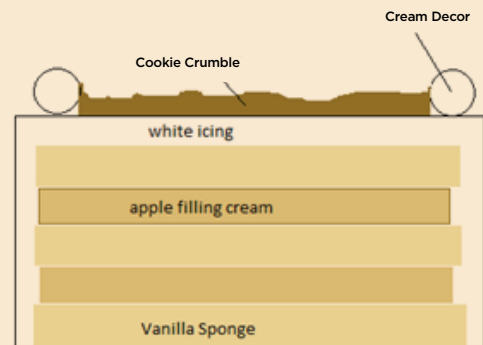 Cream Decor
Cookie Crumble
white icing
apple filling cream
Vanilla Sponge